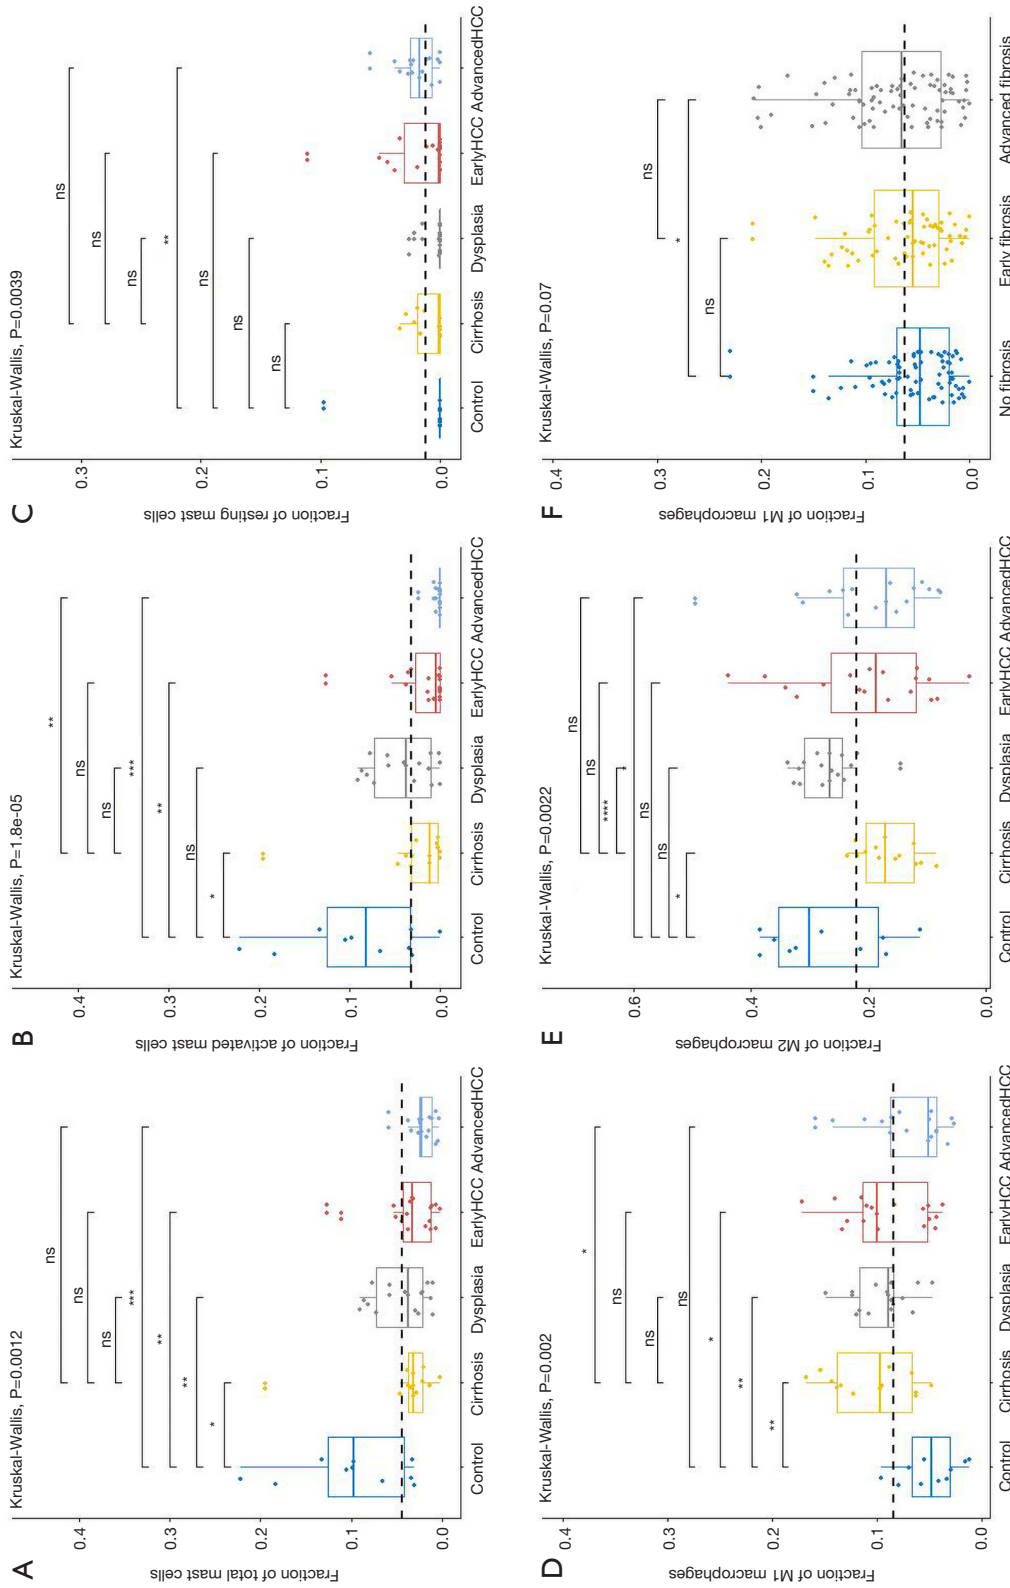 A
Kruskal-Wallis, P=0.0012
Fraction of total mast cells
0.4
0.3
0.2
0.1
0.0
ns
ns
ns
***
**
**
*
Control
Cirrhosis
Dysplasia
EarlyHCC
AdvancedHCC
B
Kruskal-Wallis, P=1.8e-05
Fraction of activated mast cells
0.4
0.3
0.2
0.1
0.0
**
ns
ns
***
**
ns
*
Control
Cirrhosis
Dysplasia
EarlyHCC
AdvancedHCC
C
Kruskal-Wallis, P=0.0039
Fraction of resting mast cells
0.3
0.2
0.1
0.0
ns
ns
ns
**
ns
ns
ns
Control
Cirrhosis
Dysplasia
EarlyHCC
AdvancedHCC
D
Kruskal-Wallis, P=0.002
Fraction of M1 macrophages
0.4
0.3
0.2
0.1
0.0
*
ns
ns
ns
*
**
**
Control
Cirrhosis
Dysplasia
EarlyHCC
AdvancedHCC
E
Kruskal-Wallis, P=0.0022
Fraction of M2 macrophages
0.6
0.4
0.2
0.0
ns
ns
****
*
ns
ns
*
Control
Cirrhosis
Dysplasia
EarlyHCC
AdvancedHCC
F
Kruskal-Wallis, P=0.07
Fraction of M1 macrophages
0.4
0.3
0.2
0.1
0.0
ns
*
ns
No fibrosis
Early fibrosis
Advanced fibrosis